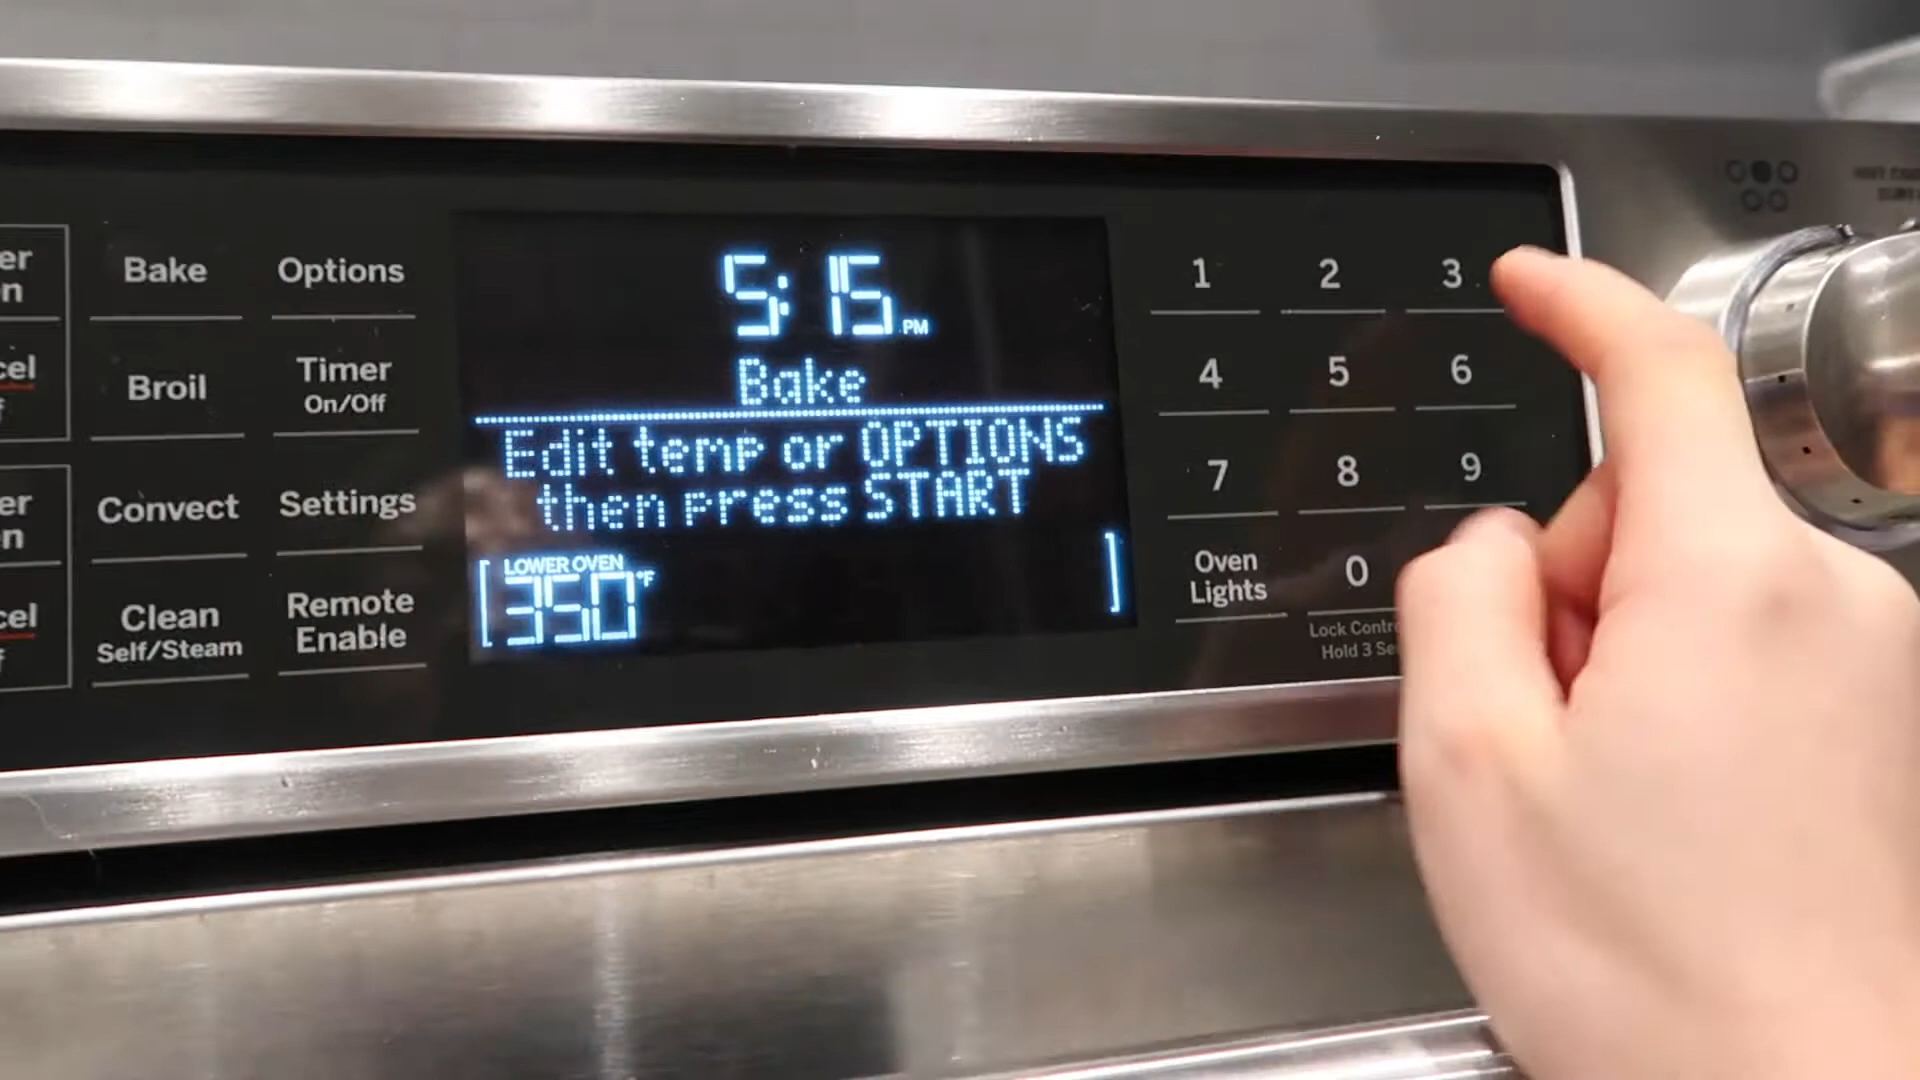 Bake
Options
Broil
Timer
On/Off
Convect
Settings
Clean
Self/Steam
Remote
Enable
5:15 PM
Bake
Edit temp or OPTIONS
then press START
LOWER OVEN
350°F
1 2 3
4 5 6
7 8 9
Oven
Lights
0
Lock
Hold 3